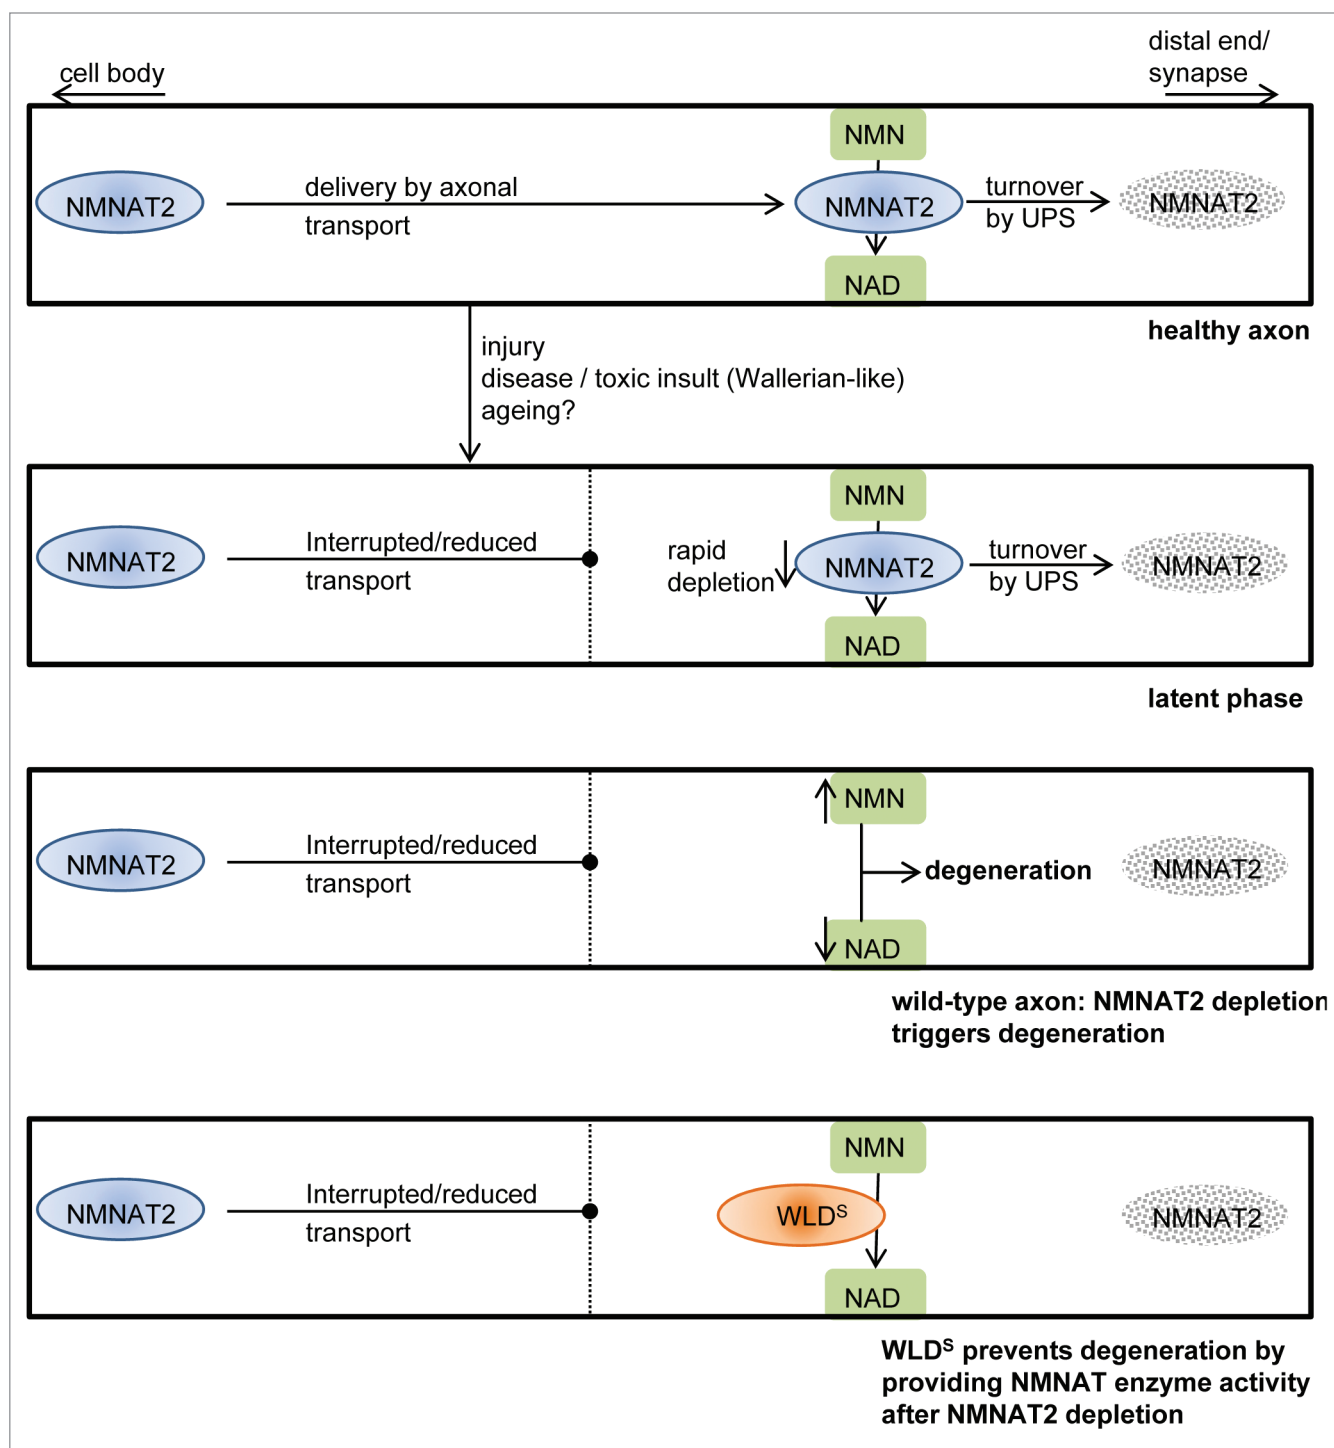 cell body
distal end/
synapse
NMNAT2
delivery by axonal
transport
NMN
NMNAT2
NAD
turnover
by UPS
NMNAT2
healthy axon
injury
disease / toxic insult (Wallerian-like)
ageing?
NMNAT2
Interrupted/reduced
transport
rapid
depletion
NMN
NMNAT2
NAD
turnover
by UPS
NMNAT2
latent phase
NMNAT2
Interrupted/reduced
transport
NMN
degeneration
NAD
NMNAT2
wild-type axon: NMNAT2 depletion
triggers degeneration
NMNAT2
Interrupted/reduced
transport
NMN
WLDS
NAD
NMNAT2
WLDS prevents degeneration by
providing NMNAT enzyme activity
after NMNAT2 depletion